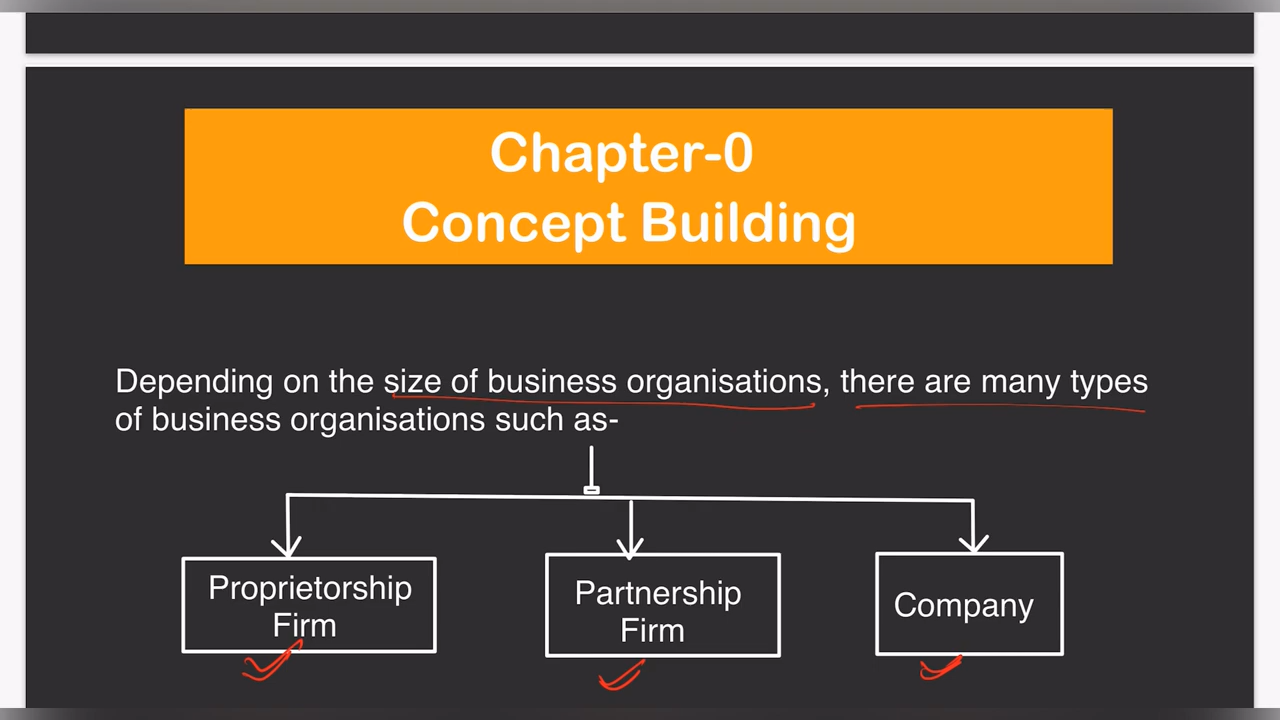 Chapter-0
Concept Building
Depending on the size of business organisations, there are many types
of business organisations such as-
Proprietorship
Firm
Partnership
Firm
Company